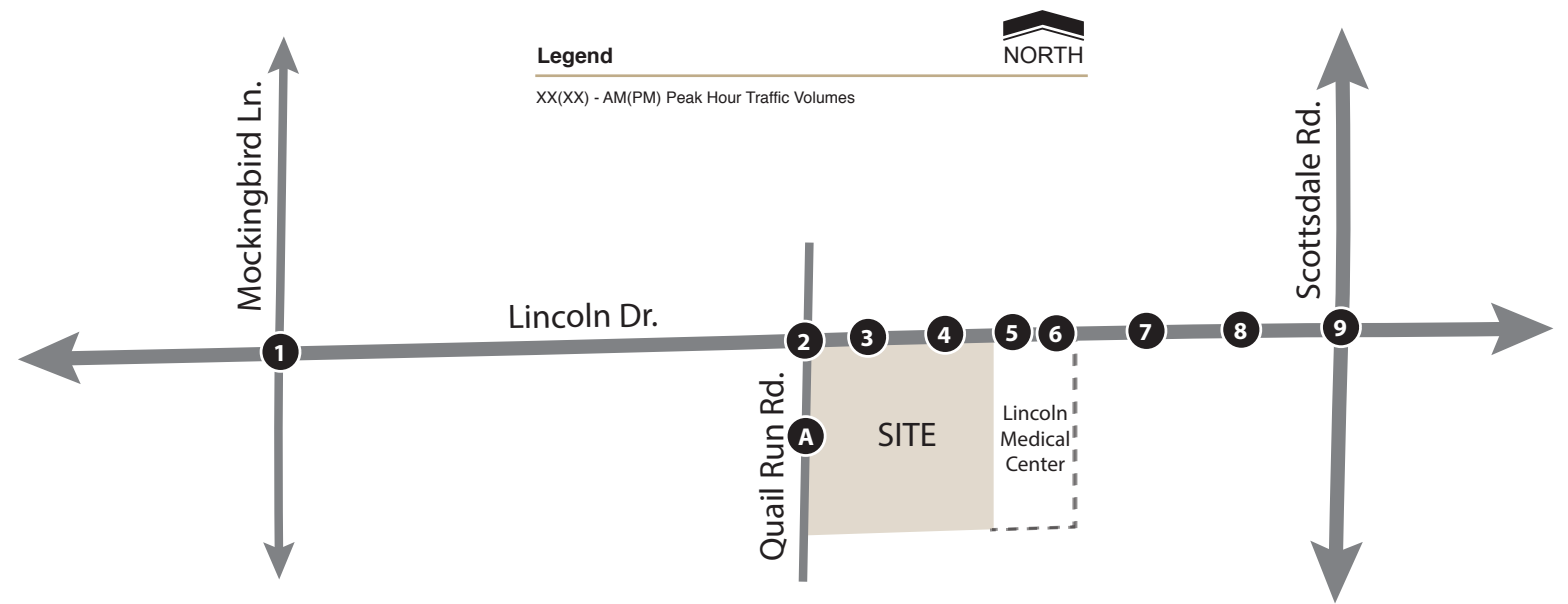 Legend
NORTH
XX(XX) - AM(PM) Peak Hour Traffic Volumes
Mockingbird Ln.
Scottsdale Rd.
Lincoln Dr.
1
2
3
4
5
6
7
8
9
Quail Run Rd.
A
SITE
Lincoln
Medical
Center